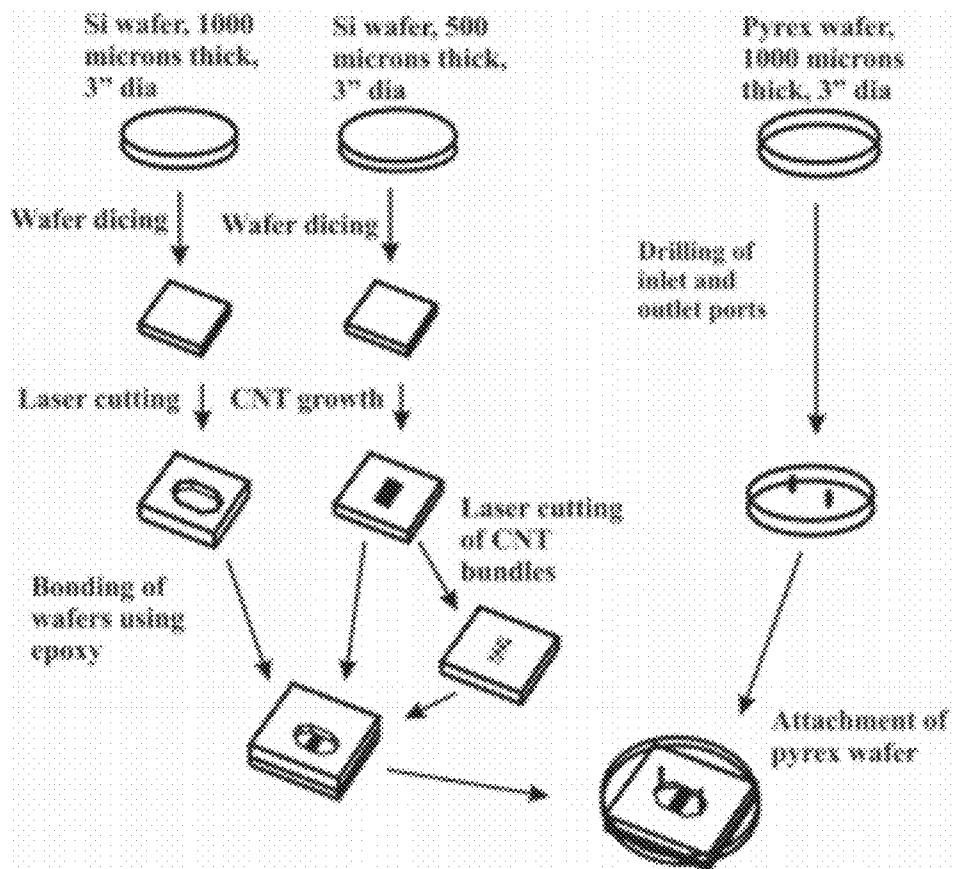 Si wafer, 1000
microns thick,
3” dia
Si wafer, 500
microns thick,
3” dia
Pyrex wafer,
1000 microns
thick, 3” dia
Wafer dicing
Wafer dicing
Drilling of
inlet and
outlet ports
Laser cutting
CNT growth
Laser cutting
of CNT
bundles
Bonding of
wafers using
epoxy
Attachment of
pyrex wafer